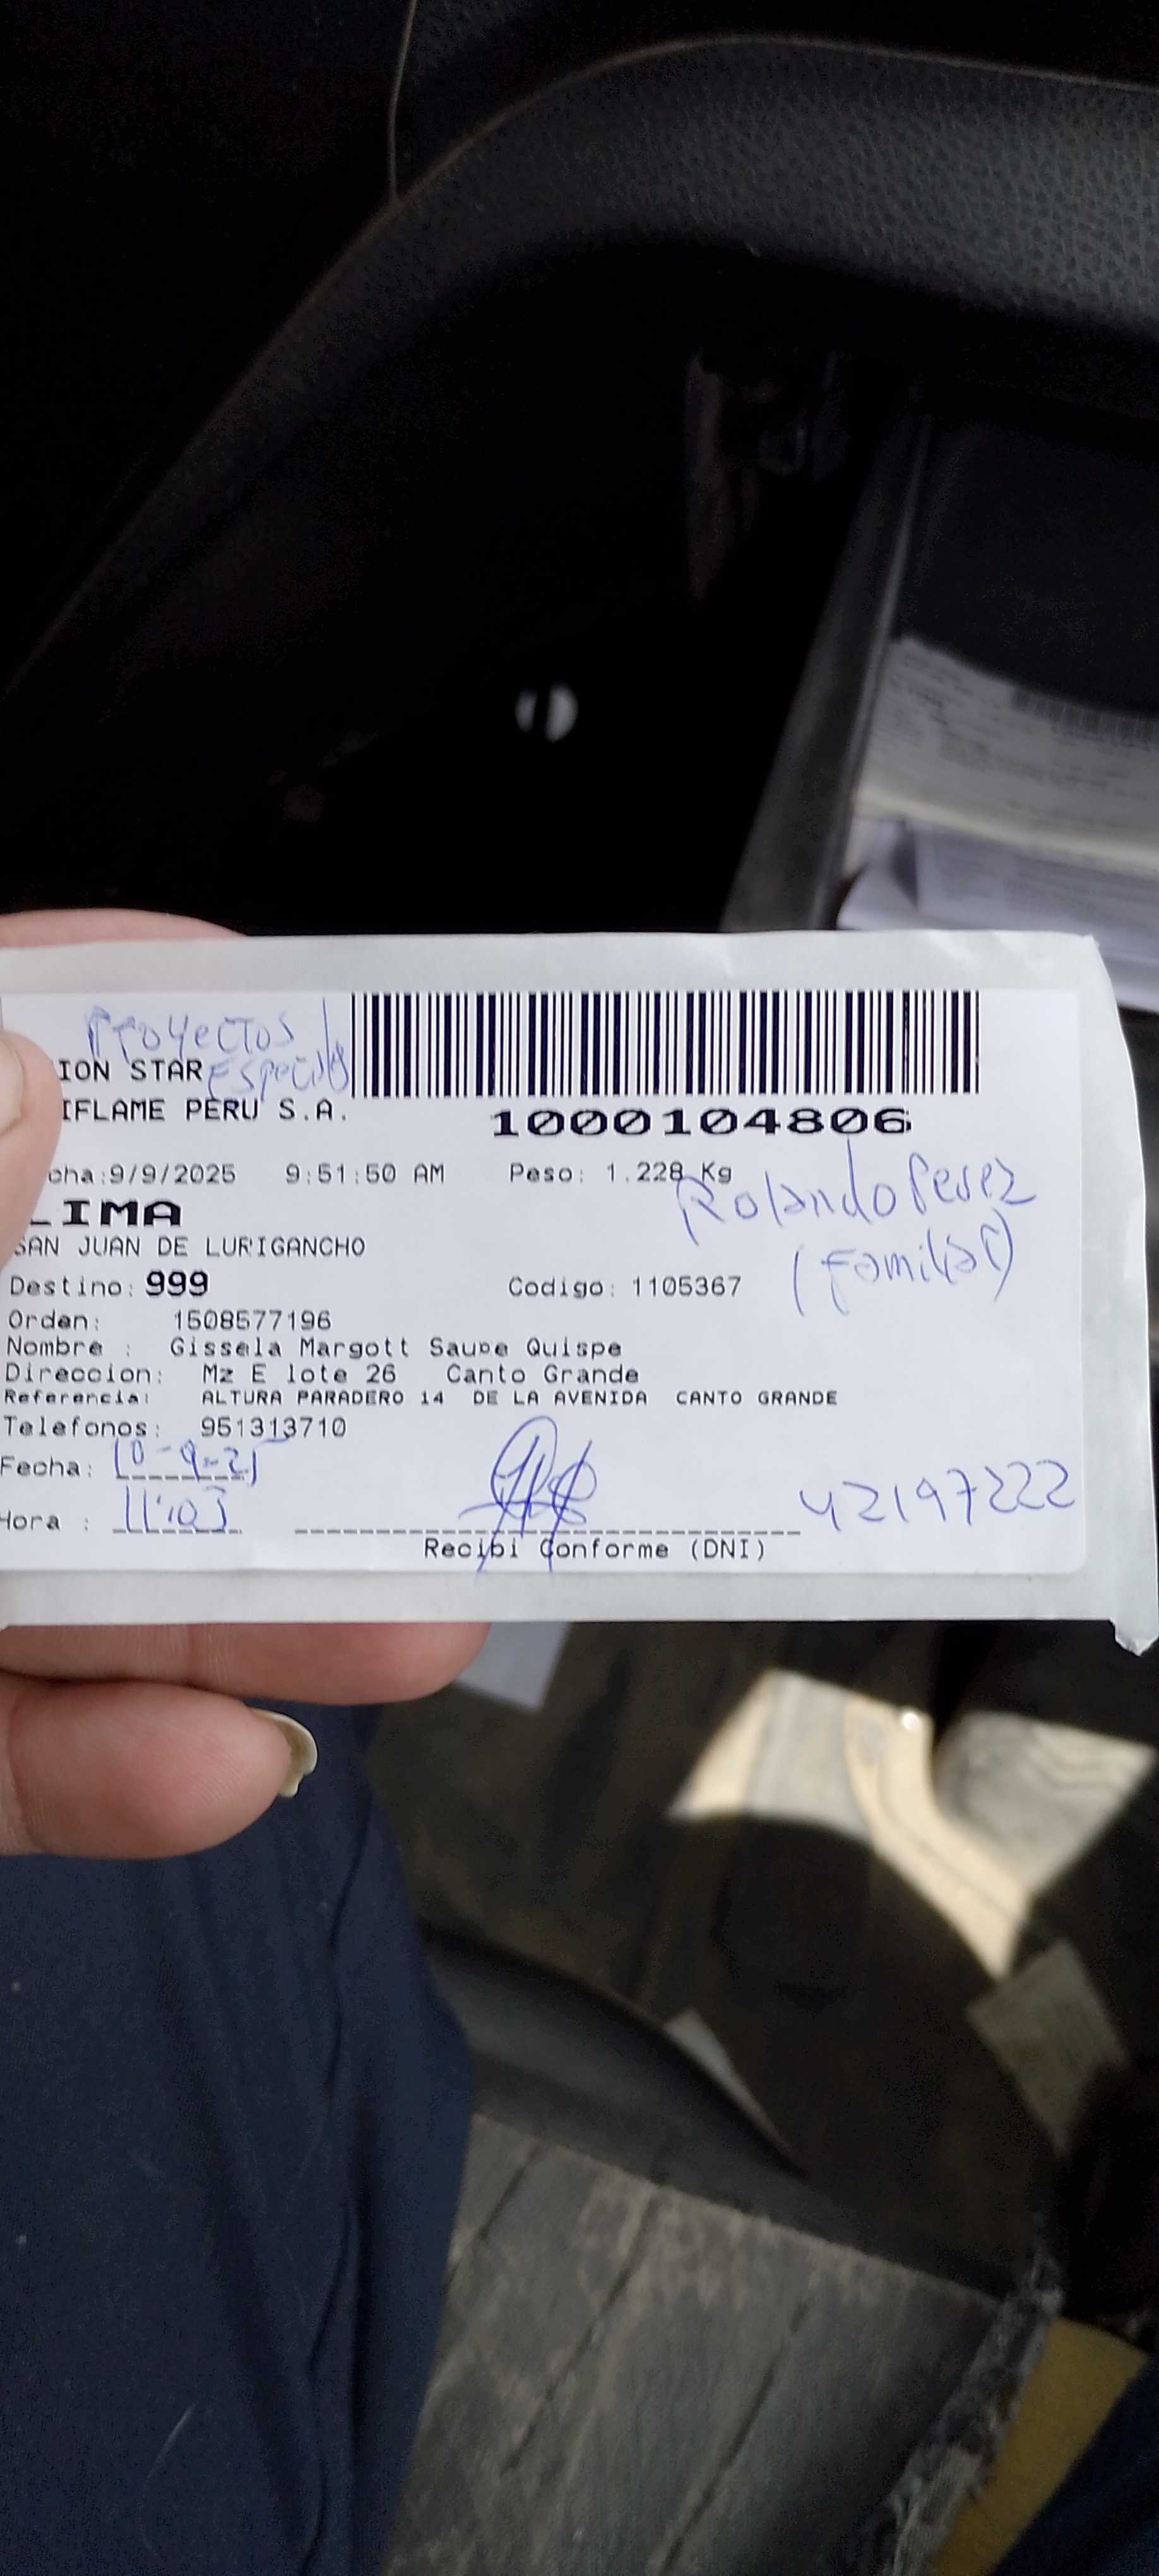 Proyectos
ION STAR Especial
IFLAME PERU S.A.
1000104806
cha:9/9/2025 9:51:50 AM Peso: 1.228 Kg
Rolando Perez
LIMA
(familiar)
SAN JUAN DE LURIGANCHO
Destino: 999 Codigo: 1105367
Orden: 1508577196
Nombre : Gissela Margott Saupe Quispe
Direccion: Mz E lote 26 Canto Grande
Referencia: ALTURA PARADERO 14 DE LA AVENIDA CANTO GRANDE
Telefonos: 951313710
Fecha: 10-9-25
Hora : 11:03
42197222
Recibi Conforme (DNI)